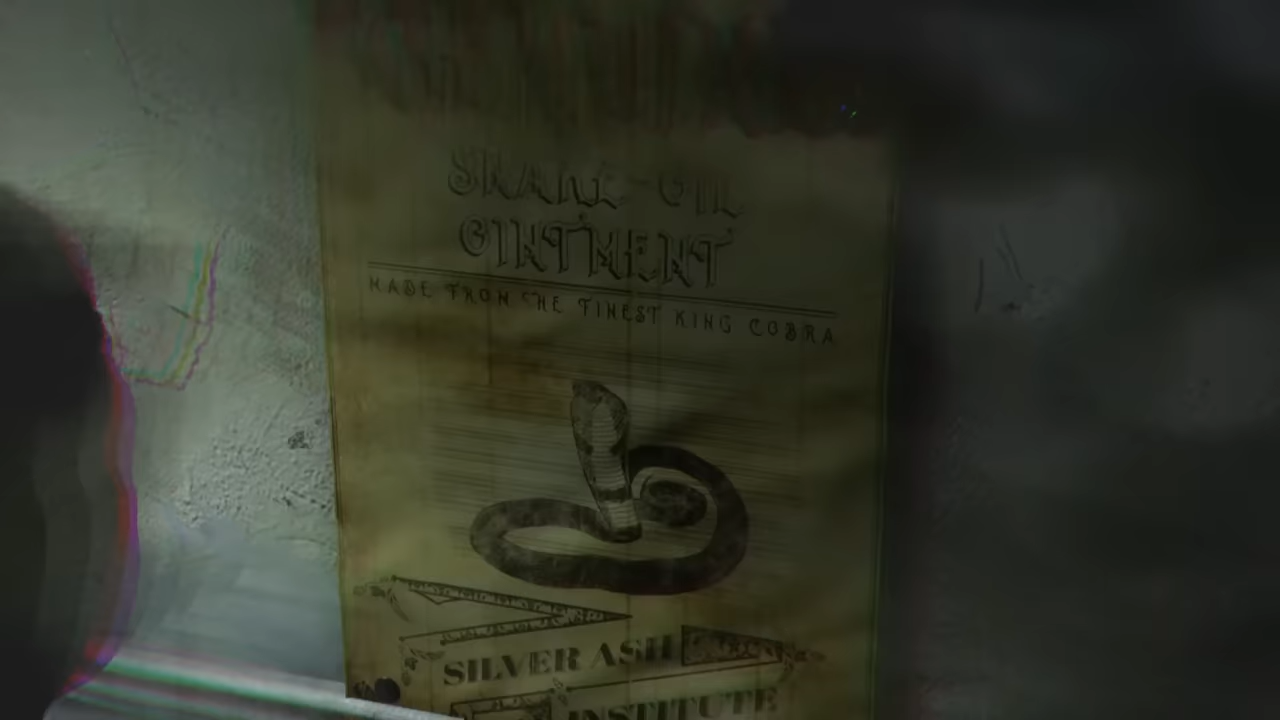 SNAKE-OIL
OINTMENT
MADE FROM THE FINEST KING COBRA
SILVER ASH
INSTITUTE